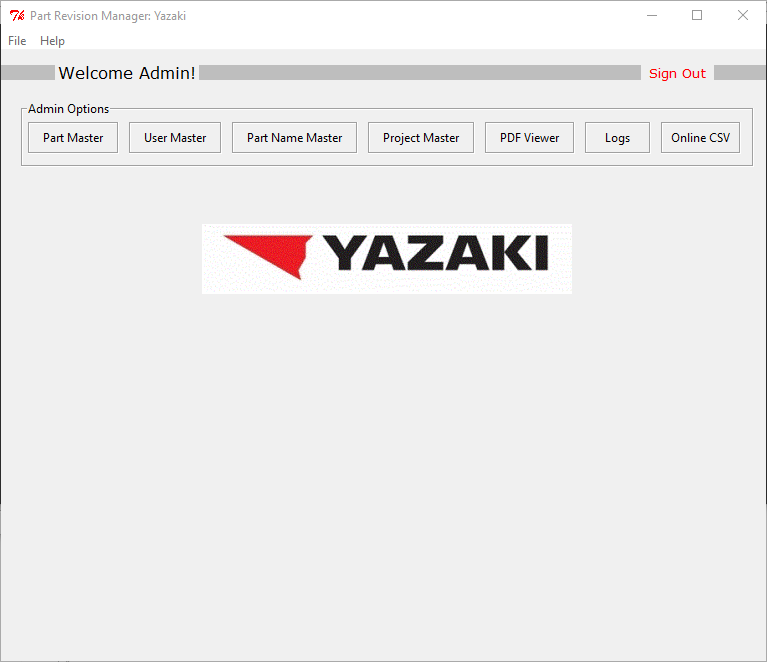 Part Revision Manager: Yazaki
File Help
Welcome Admin! Sign Out
Admin Options
Part Master User Master Part Name Master Project Master PDF Viewer Logs Online CSV
YAZAKI